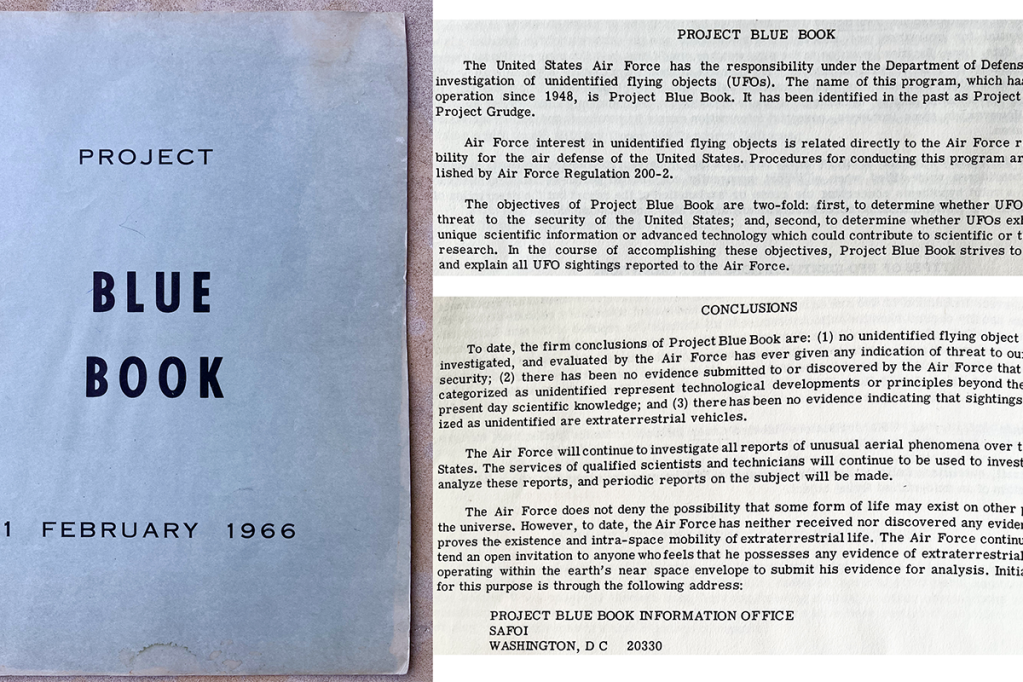 PROJECT
BLUE
BOOK
1 FEBRUARY 1966
PROJECT BLUE BOOK
The United States Air Force has the responsibility under the Department of Defens
investigation of unidentified flying objects (UFOs). The name of this program, which ha
operation since 1948, is Project Blue Book. It has been identified in the past as Project
Project Grudge.
Air Force interest in unidentified flying objects is related directly to the Air Force r
bility for the air defense of the United States. Procedures for conducting this program ar
lished by Air Force Regulation 200-2.
The objectives of Project Blue Book are two-fold: first, to determine whether UFO
threat to the security of the United States; and, second, to determine whether UFOs exh
unique scientific information or advanced technology which could contribute to scientific or t
research. In the course of accomplishing these objectives, Project Blue Book strives to
and explain all UFO sightings reported to the Air Force.
CONCLUSIONS
To date, the firm conclusions of Project Blue Book are: (1) no unidentified flying object
investigated, and evaluated by the Air Force has ever given any indication of threat to ou
security; (2) there has been no evidence submitted to or discovered by the Air Force that
categorized as unidentified represent technological developments or principles beyond the
present day scientific knowledge; and (3) there has been no evidence indicating that sightings
ized as unidentified are extraterrestrial vehicles.
The Air Force will continue to investigate all reports of unusual aerial phenomena over t
States. The services of qualified scientists and technicians will continue to be used to invest
analyze these reports, and periodic reports on the subject will be made.
The Air Force does not deny the possibility that some form of life may exist on other p
the universe. However, to date, the Air Force has neither received nor discovered any eviden
proves the existence and intra-space mobility of extraterrestrial life. The Air Force continu
tend an open invitation to anyone who feels that he possesses any evidence of extraterrestrial
operating within the earth's near space envelope to submit his evidence for analysis. Initia
for this purpose is through the following address:
PROJECT BLUE BOOK INFORMATION OFFICE
SAFOI
WASHINGTON, D C 20330